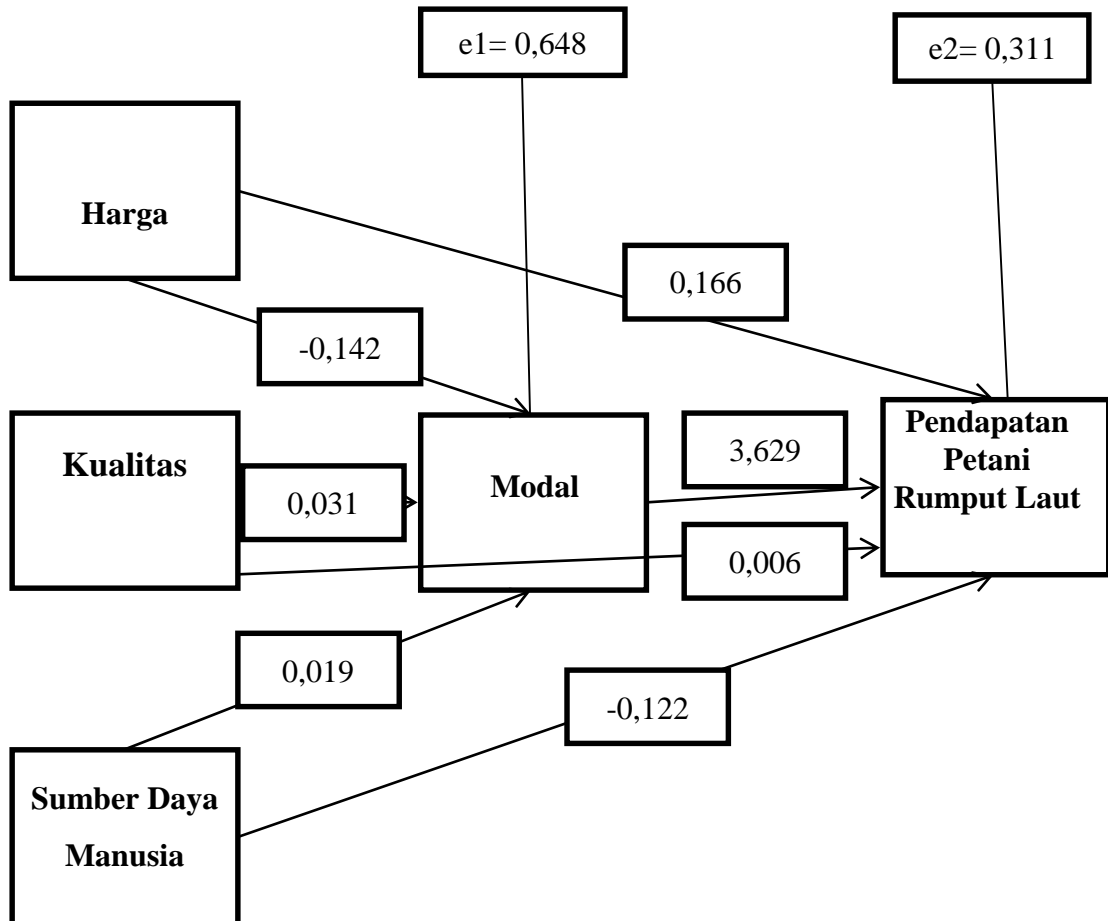 e1= 0,648
e2= 0,311
Harga
0,166
-0,142
Kualitas
0,031
Modal
3,629
0,006
Pendapatan
Petani
Rumput Laut
0,019
-0,122
Sumber Daya
Manusia